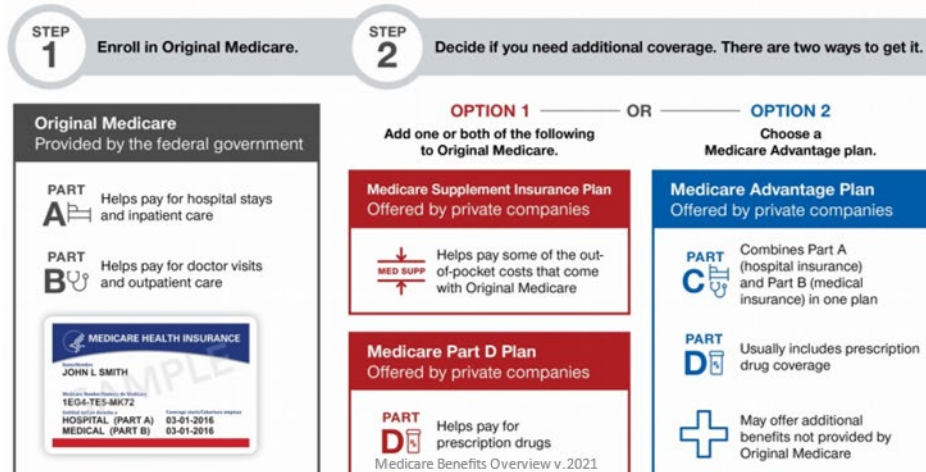 STEP
1
Enroll in Original Medicare.
STEP
2
Decide if you need additional coverage. There are two ways to get it.
Original Medicare
Provided by the federal government
PART
A
Helps pay for hospital stays
and inpatient care
PART
B
Helps pay for doctor visits
and outpatient care
MEDICARE HEALTH INSURANCE
SAMPLE
Name/Nombre
JOHN L SMITH
Medicare Number/Número de Medicare
1EG4-TE5-MK72
HOSPITAL (PART A) 03-01-2016
MEDICAL (PART B) 03-01-2016
OPTION 1
OR
OPTION 2
Add one or both of the following
to Original Medicare.
Medicare Supplement Insurance Plan
Offered by private companies
MED SUPP
Helps pay some of the out-
of-pocket costs that come
with Original Medicare
Medicare Part D Plan
Offered by private companies
PART
D
Helps pay for
prescription drugs
Choose a
Medicare Advantage plan.
Medicare Advantage Plan
Offered by private companies
PART
C
Combines Part A
(hospital insurance)
and Part B (medical
insurance) in one plan
PART
D
Usually includes prescription
drug coverage
May offer additional
benefits not provided by
Original Medicare
Medicare Benefits Overview v.2021